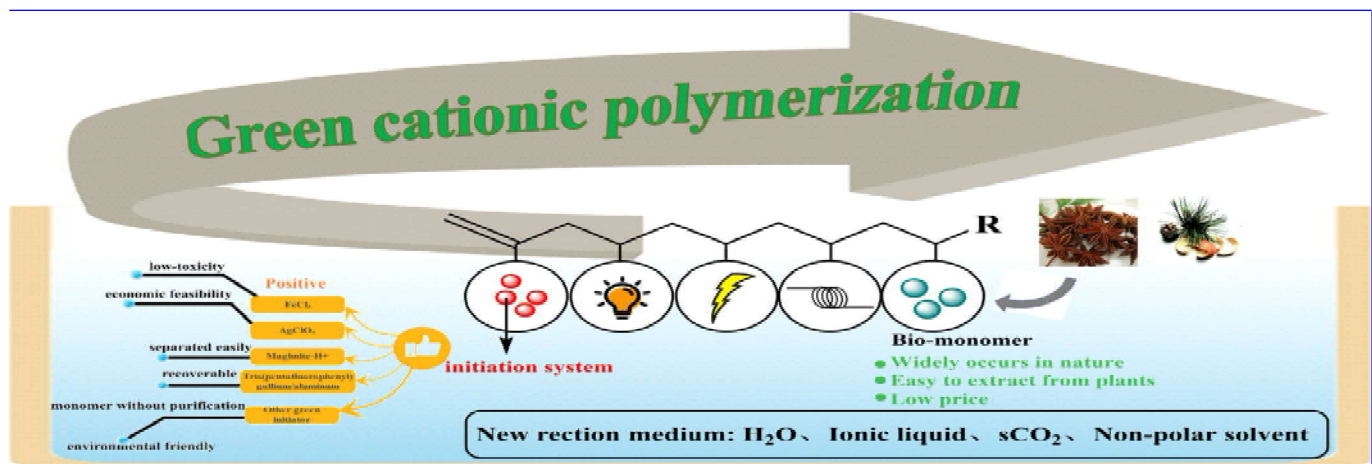 Green cationic polymerization
R
low-toxicity
Positive
economic feasibility
FeCl₃
AgClO₄
separated easily
Maghnite-H+
recoverable
Tris(pentafluorophenyl)
gallium/aluminum
monomer without purification
Other green
initiator
environmental friendly
initiation system
Bio-monomer
Widely occurs in nature
Easy to extract from plants
Low price
New rection medium: H₂O、 Ionic liquid、 sCO₂、 Non-polar solvent